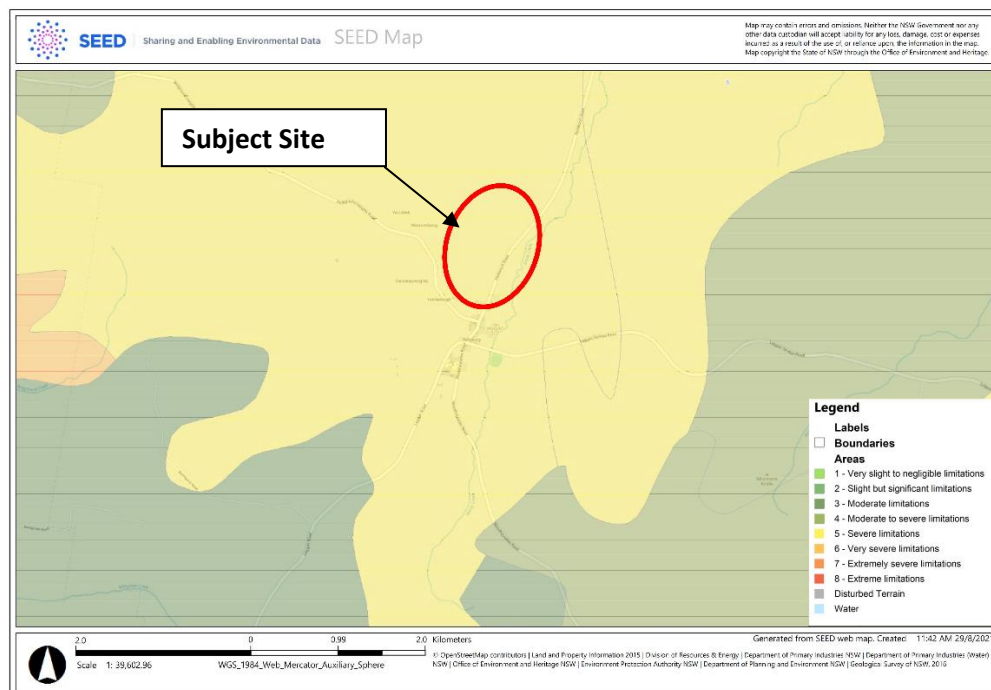 SEED Sharing and Enabling Environmental Data SEED Map
Map may contain errors and omissions. Neither the NSW Government nor any
other data custodian will accept liability for any loss, damage, cost or expenses
incurred as a result of the use of, or reliance upon, the information in the map.
Map copyright the State of NSW through the Office of Environment and Heritage.
Subject Site
Legend
Labels
Boundaries
Areas
1 - Very slight to negligible limitations
2 - Slight but significant limitations
3 - Moderate limitations
4 - Moderate to severe limitations
5 - Severe limitations
6 - Very severe limitations
7 - Extremely severe limitations
8 - Extreme limitations
Disturbed Terrain
Water
2.0 0 0.99 2.0 Kilometers
Scale 1: 39,602.96 WGS_1984_Web_Mercator_Auxiliary_Sphere
Generated from SEED web map. Created 11:42 AM 29/8/202
© OpenStreetMap contributors | Land and Property Information 2015 | Division of Resources & Energy | Department of Primary Industries NSW | Department of Primary Industries (Water)
NSW | Office of Environment and Heritage NSW | Environment Protection Authority NSW | Department of Planning and Environment NSW | Geological Survey of NSW, 2016